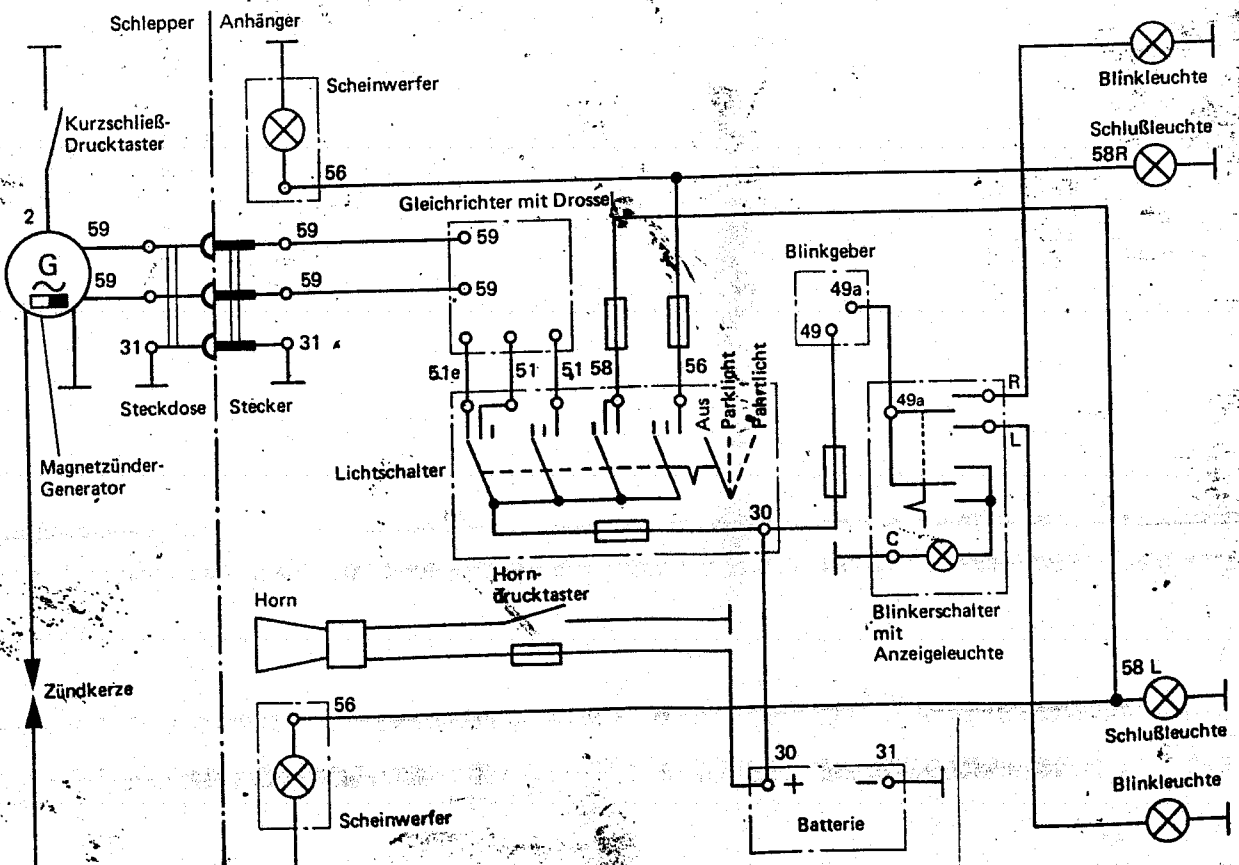 Schlepper
Anhänger
Scheinwerfer
Blinkleuchte
Kurzschließ-
Drucktaster
Schlußleuchte
58R
56
Gleichrichter mit Drossel
2
59
59
59
G
~
59
59
59
Blinkgeber
49a
49
31
31
51e
51
51
58
56
Aus
Parklicht
Fahrtlicht
R
49a
L
Steckdose
Stecker
Magnetzünder-
Generator
Lichtschalter
30
C
Horn-
drucktaster
Horn
Blinkerschalter
mit
Anzeigeleuchte
Zündkerze
58 L
56
Schlußleuchte
30
31
+
−
Blinkleuchte
Batterie
Scheinwerfer